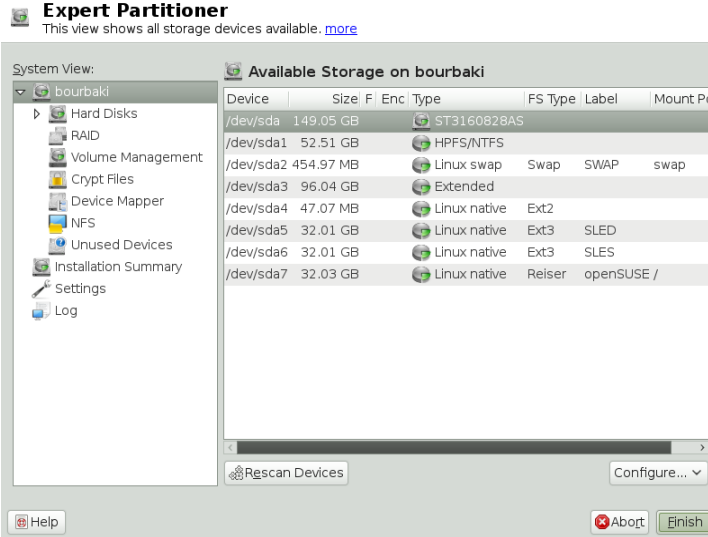 Expert Partitioner
This view shows all storage devices available. more
System View:
bourbaki
Hard Disks
RAID
Volume Management
Crypt Files
Device Mapper
NFS
Unused Devices
Installation Summary
Settings
Log
Available Storage on bourbaki
Device Size F Enc Type FS Type Label Mount Po
/dev/sda 149.05 GB ST3160828AS
/dev/sda1 52.51 GB HPFS/NTFS
/dev/sda2 454.97 MB Linux swap Swap SWAP swap
/dev/sda3 96.04 GB Extended
/dev/sda4 47.07 MB Linux native Ext2
/dev/sda5 32.01 GB Linux native Ext3 SLED
/dev/sda6 32.01 GB Linux native Ext3 SLES
/dev/sda7 32.03 GB Linux native Reiser openSUSE /
Rescan Devices Configure...
Help Abort Finish